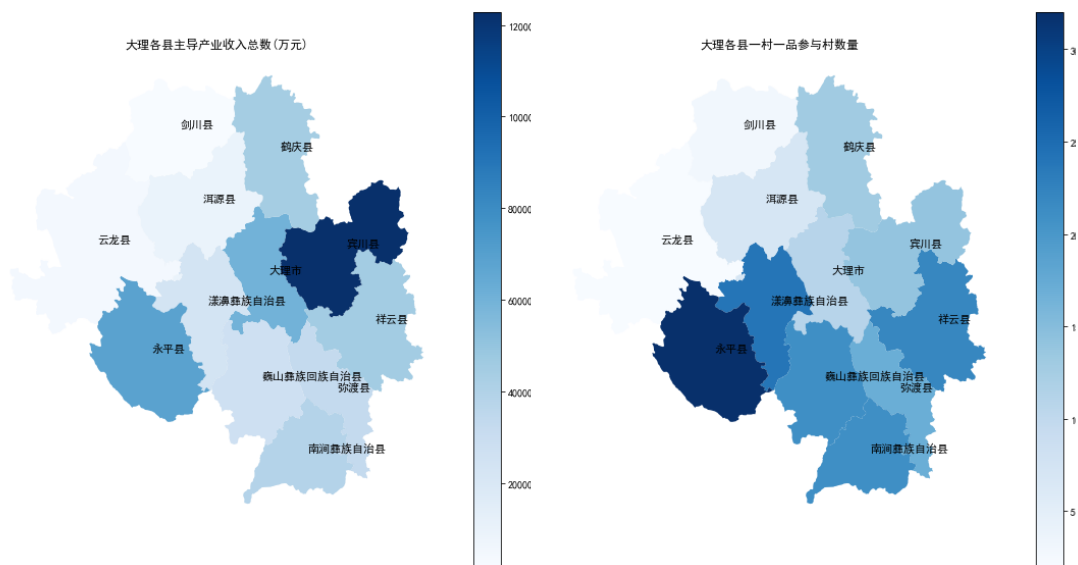 大理各县主导产业收入总数(万元)
12000
10000
80000
60000
40000
20000
剑川县
鹤庆县
洱源县
云龙县
宾川县
大理市
漾濞彝族自治县
祥云县
永平县
巍山彝族回族自治县
弥渡县
南涧彝族自治县
大理各县一村一品参与村数量
5
剑川县
鹤庆县
洱源县
云龙县
宾川县
大理市
漾濞彝族自治县
祥云县
永平县
巍山彝族回族自治县
弥渡县
南涧彝族自治县